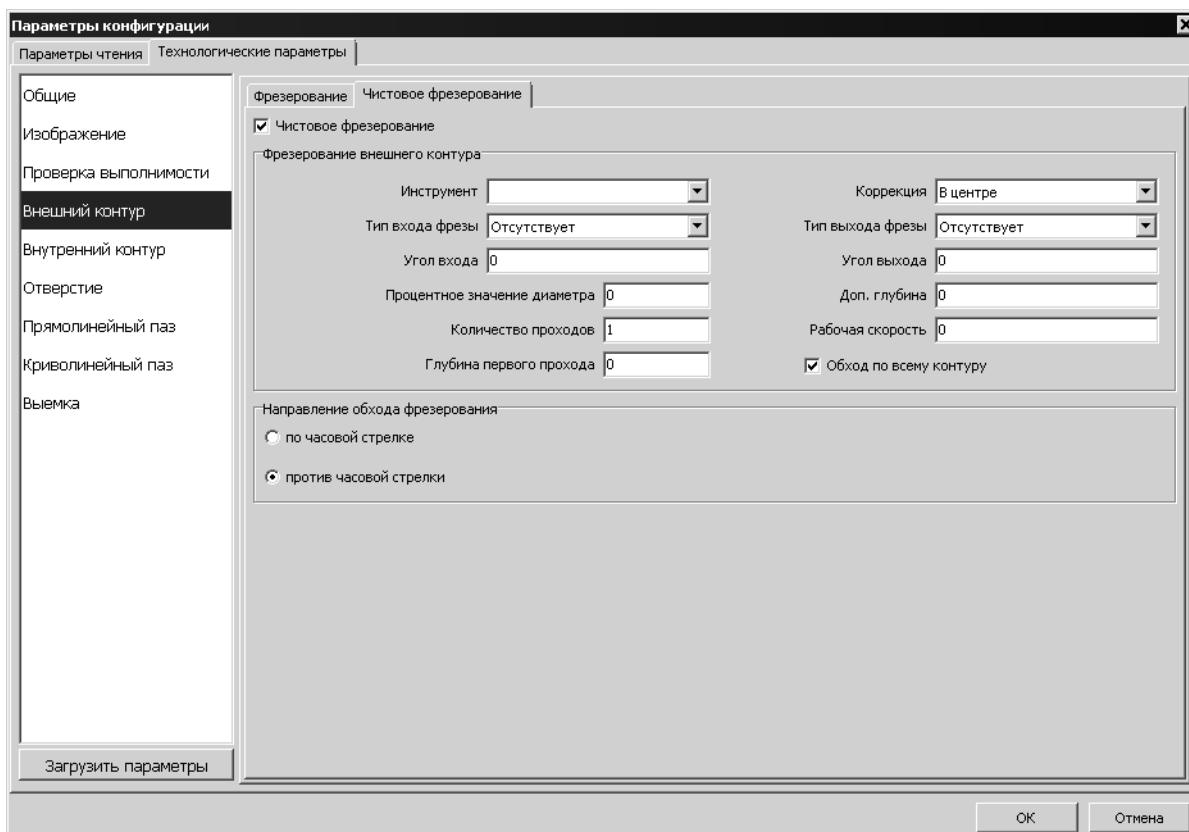 Параметры конфигурации
Параметры чтения Технологические параметры
Общие
Изображение
Проверка выполнимости
Внешний контур
Внутренний контур
Отверстие
Прямолинейный паз
Криволинейный паз
Выемка
Загрузить параметры
Фрезерование Чистовое фрезерование
Чистовое фрезерование
Фрезерование внешнего контура
Инструмент Коррекция В центре
Тип входа фрезы Отсутствует Тип выхода фрезы Отсутствует
Угол входа 0 Угол выхода 0
Процентное значение диаметра 0 Доп. глубина 0
Количество проходов 1 Рабочая скорость 0
Глубина первого прохода 0 Обход по всему контуру
Направление обхода фрезерования
по часовой стрелке
против часовой стрелки
ОК Отмена